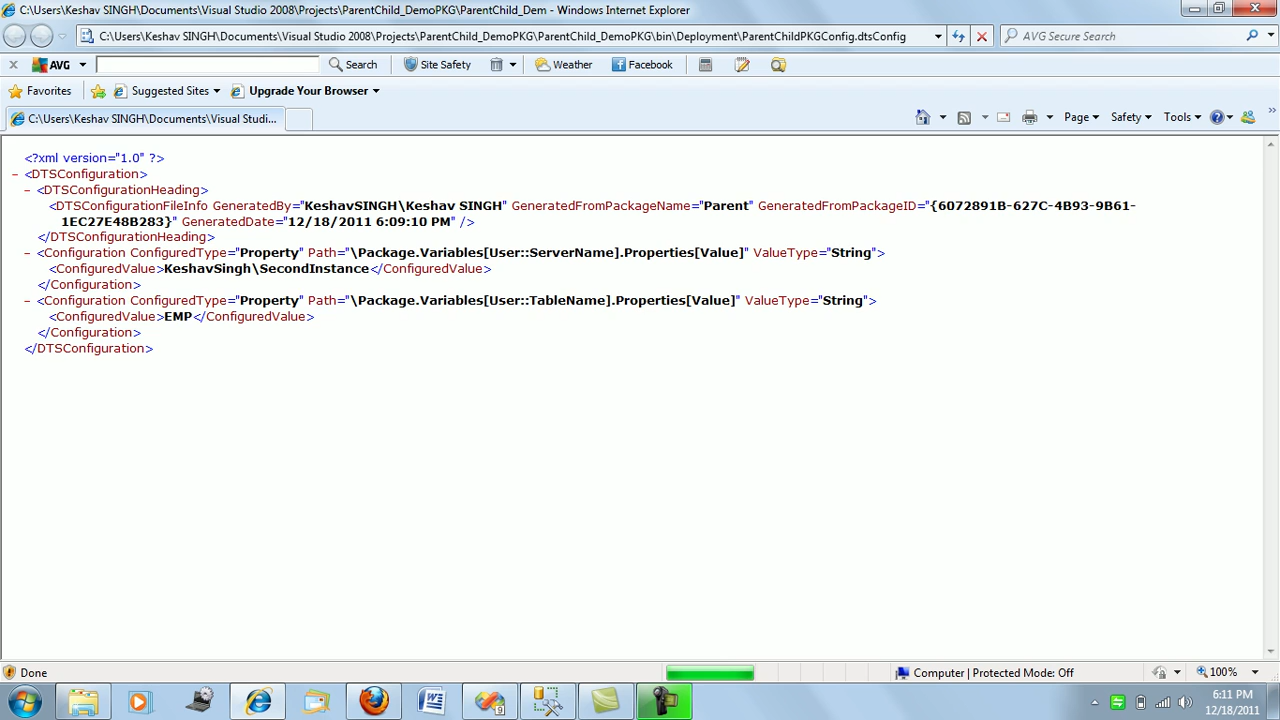 C:\Users\Keshav SINGH\Documents\Visual Studio 2008\Projects\ParentChild_DemoPKG\ParentChild_Dem - Windows Internet Explorer
C:\Users\Keshav SINGH\Documents\Visual Studio 2008\Projects\ParentChild_DemoPKG\ParentChild_DemoPKG\bin\Deployment\ParentChildPKGConfig.dtsConfig
AVG Secure Search
AVG Search Site Safety Weather Facebook
Favorites Suggested Sites Upgrade Your Browser
C:\Users\Keshav SINGH\Documents\Visual Studi... Page Safety Tools
<?xml version="1.0" ?>
- <DTSConfiguration>
- <DTSConfigurationHeading>
<DTSConfigurationFileInfo GeneratedBy="KeshavSINGH\Keshav SINGH" GeneratedFromPackageName="Parent" GeneratedFromPackageID="{6072891B-627C-4B93-9B61-
1EC27E48B283}" GeneratedDate="12/18/2011 6:09:10 PM" />
</DTSConfigurationHeading>
- <Configuration ConfiguredType="Property" Path="\Package.Variables[User::ServerName].Properties[Value]" ValueType="String">
<ConfiguredValue>KeshavSingh\SecondInstance</ConfiguredValue>
</Configuration>
- <Configuration ConfiguredType="Property" Path="\Package.Variables[User::TableName].Properties[Value]" ValueType="String">
<ConfiguredValue>EMP</ConfiguredValue>
</Configuration>
</DTSConfiguration>
Done
Computer | Protected Mode: Off
100%
6:11 PM
12/18/2011